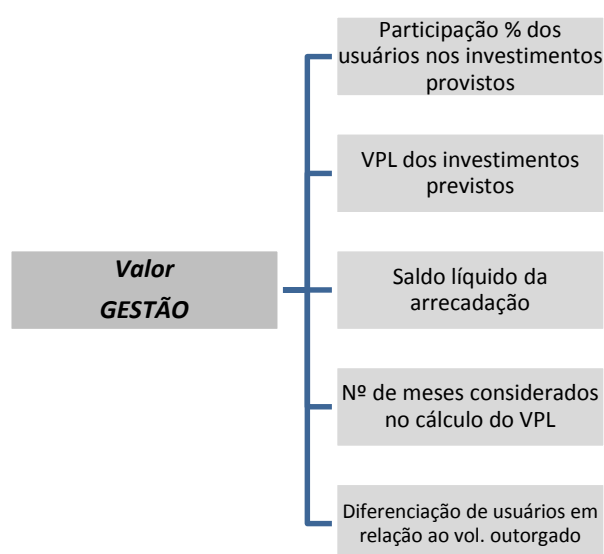 Participação % dos
usuários nos investimentos
provistos
VPL dos investimentos
previstos
Valor
GESTÃO
Saldo líquido da
arrecadação
Nº de meses considerados
no cálculo do VPL
Diferenciação de usuários em
relação ao vol. outorgado